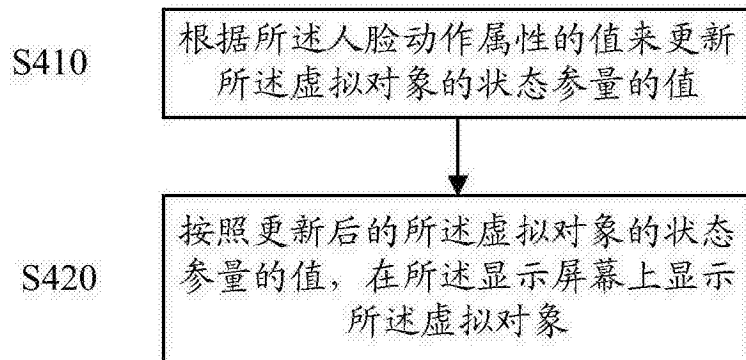 S410
根据所述人脸动作属性的值来更新
所述虚拟对象的状态参量的值
S420
按照更新后的所述虚拟对象的状态
参量的值，在所述显示屏幕上显示
所述虚拟对象